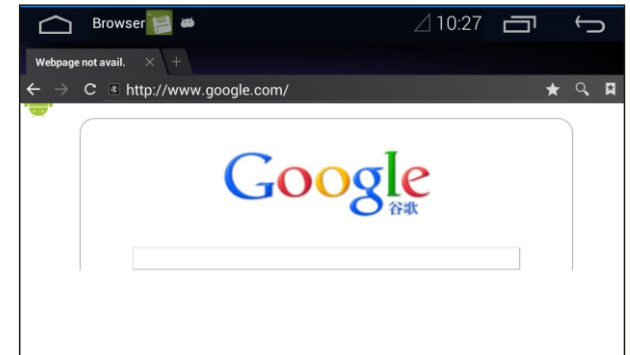 Browser 10:27
Webpage not avail.
http://www.google.com/
Google
谷歌